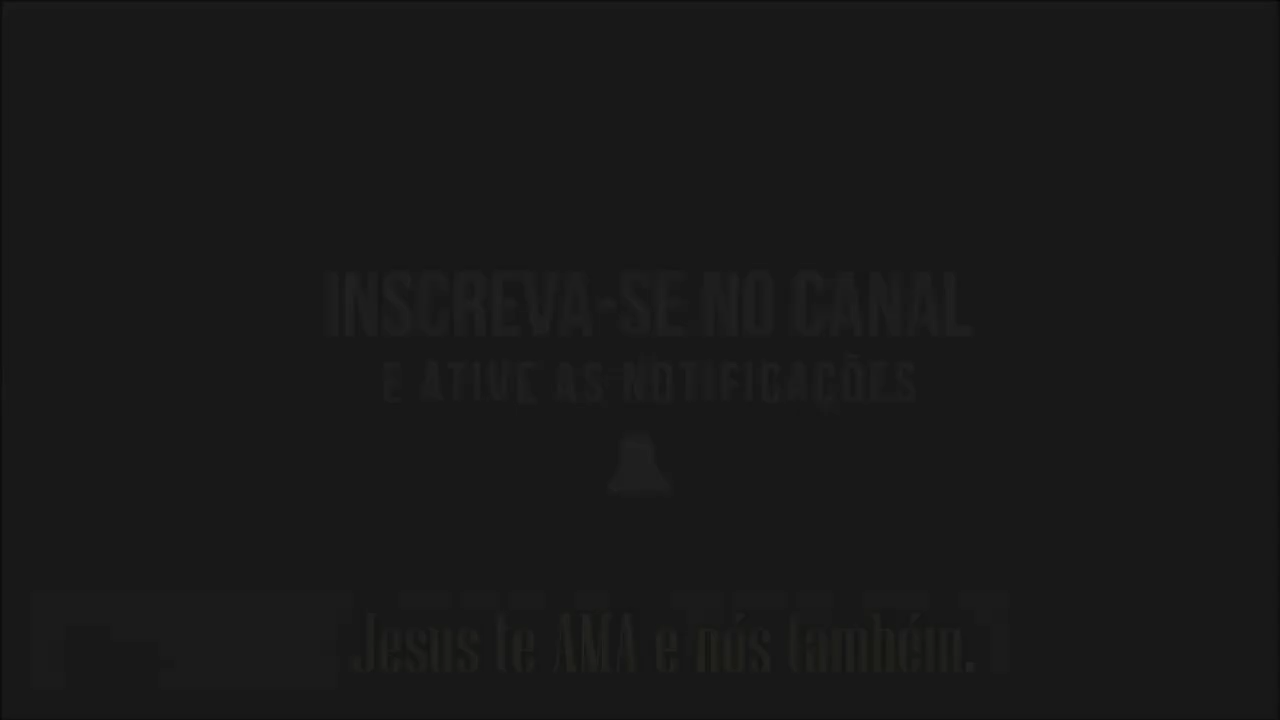 INSCREVA-SE NO CANAL
E ATIVE AS NOTIFICAÇÕES
Jesus te AMA e nós também.